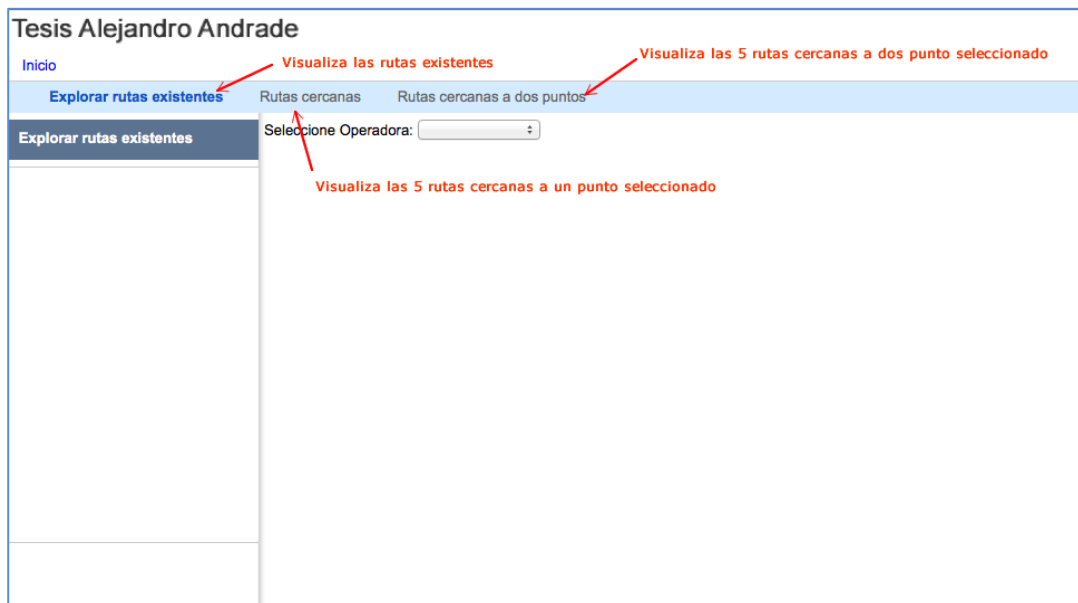 Tesis Alejandro Andrade
Visualiza las 5 rutas cercanas a dos punto seleccionado
Inicio
Visualiza las rutas existentes
Explorar rutas existentes
Rutas cercanas
Rutas cercanas a dos puntos
Explorar rutas existentes
Seleccione Operadora:
Visualiza las 5 rutas cercanas a un punto seleccionado